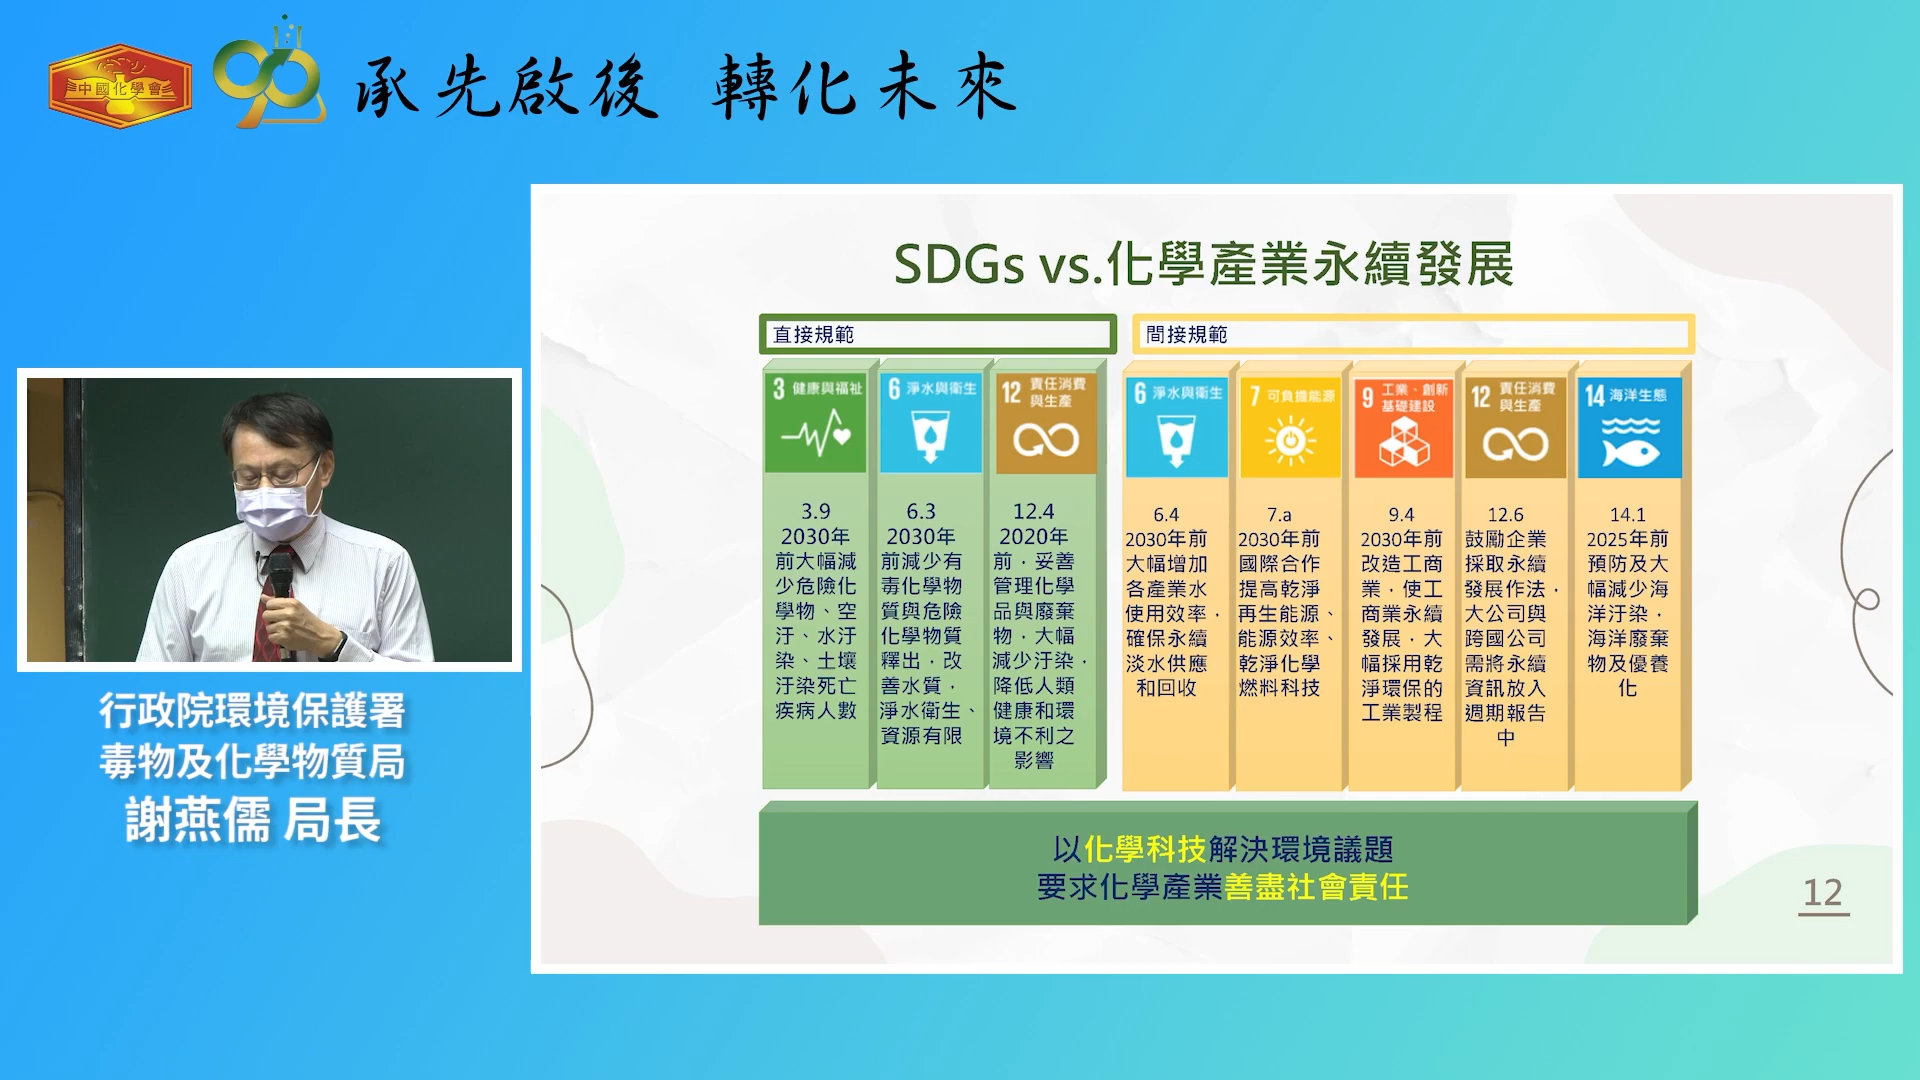 中國化學會
90
承先啟後 轉化未來
SDGs vs.化學產業永續發展
直接規範
3 健康與福祉
3.9
2030年
前大幅減
少危險化
學物、空
汙、水汙
染、土壤
汙染死亡
疾病人數
6 淨水與衛生
6.3
2030年
前減少有
毒化學物
質與危險
化學物質
釋出，改
善水質，
淨水衛生、
資源有限
12 責任消費
與生產
12.4
2020年
前，妥善
管理化學
品與廢棄
物，大幅
減少汙染，
降低人類
健康和環
境不利之
影響
間接規範
6 淨水與衛生
6.4
2030年前
大幅增加
各產業水
使用效率，
確保永續
淡水供應
和回收
7 可負擔能源
7.a
2030年前
國際合作
提高乾淨
再生能源、
能源效率、
乾淨化學
燃料科技
9 工業、創新
基礎建設
9.4
2030年前
改造工商
業，使工
商業永續
發展，大
幅採用乾
淨環保的
工業製程
12 責任消費
與生產
12.6
鼓勵企業
採取永續
發展作法，
大公司與
跨國公司
需將永續
資訊放入
週期報告
中
14 海洋生態
14.1
2025年前
預防及大
幅減少海
洋汙染，
海洋廢棄
物及優養
化
以化學科技解決環境議題
要求化學產業善盡社會責任
12
行政院環境保護署
毒物及化學物質局
謝燕儒 局長